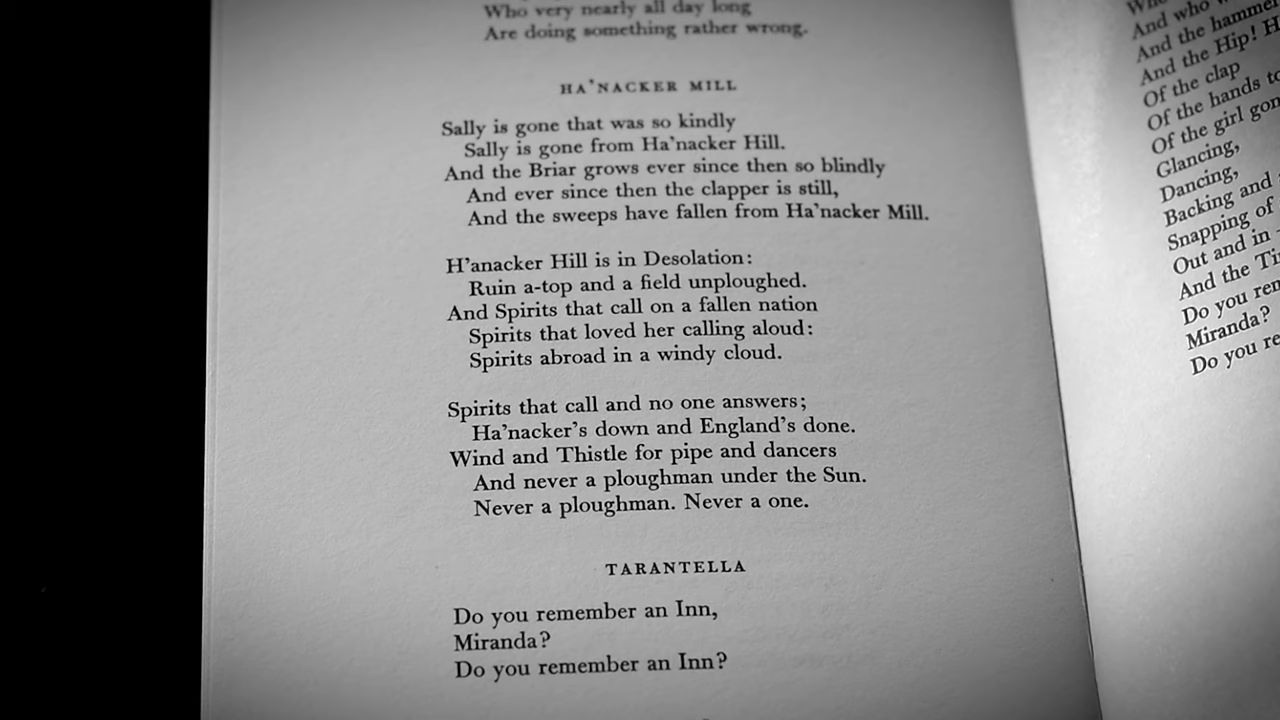 Who very nearly all day long
Are doing something rather wrong.
HA'NACKER MILL
Sally is gone that was so kindly
Sally is gone from Ha'nacker Hill.
And the Briar grows ever since then so blindly
And ever since then the clapper is still,
And the sweeps have fallen from Ha'nacker Mill.
H'anacker Hill is in Desolation:
Ruin a-top and a field unploughed.
And Spirits that call on a fallen nation
Spirits that loved her calling aloud:
Spirits abroad in a windy cloud.
Spirits that call and no one answers;
Ha'nacker's down and England's done.
Wind and Thistle for pipe and dancers
And never a ploughman under the Sun.
Never a ploughman. Never a one.
TARANTELLA
Do you remember an Inn,
Miranda?
Do you remember an Inn?
And who
And the hammer
And the Hip!
Of the clap
Of the hands to
Of the girl
Glancing,
Dancing,
Backing and
Snapping of
Out and in
And the
Do you
Miranda?
Do you